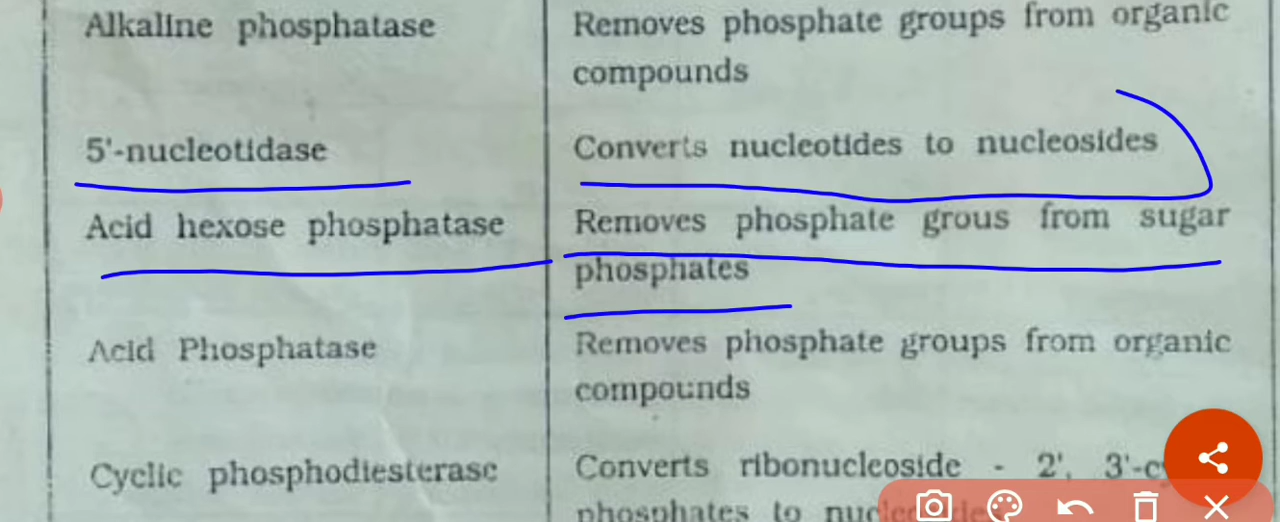 Alkaline phosphatase
Removes phosphate groups from organic
compounds
5'-nucleotidase
Converts nucleotides to nucleosides
Acid hexose phosphatase
Removes phosphate grous from sugar
phosphates
Acid Phosphatase
Removes phosphate groups from organic
compounds
Cyclic phosphodiesterase
Converts ribonucleoside - 2', 3'-
phosphates to